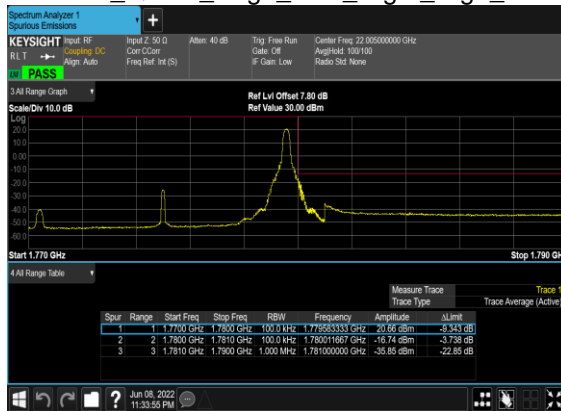 Spectrum Analyzer 1
Spurious Emissions
+
KEYSIGHT Input: RF Input Z: 50 Ω Atten: 40 dB Trig: Free Run Center Freq: 22.005000000 GHz
RLT Coupling: DC Corr CCorr Gate: Off Avg|Hold: 100/100
Align: Auto Freq Ref: Int (S) IF Gain: Low Radio Std: None
PASS
3 All Range Graph
Ref Lvl Offset 7.80 dB
Scale/Div 10.0 dB Ref Value 30.00 dBm
Log
20.0
10.0
0.00
-10.0
-20.0
-30.0
-40.0
-50.0
-60.0
Start 1.770 GHz Stop 1.790 GH
4 All Range Table
Measure Trace Trace 1
Trace Type Trace Average (Active)
Spur Range Start Freq Stop Freq RBW Frequency Amplitude ΔLimit
1 1 1.7700 GHz 1.7800 GHz 100.0 kHz 1.779583333 GHz 20.66 dBm -9.343 dB
2 2 1.7800 GHz 1.7810 GHz 100.0 kHz 1.780011667 GHz -16.74 dBm -3.738 dB
3 3 1.7810 GHz 1.7900 GHz 1.000 MHz 1.781000000 GHz -35.85 dBm -22.85 dB
?
Jun 08, 2022
11:33:55 PM